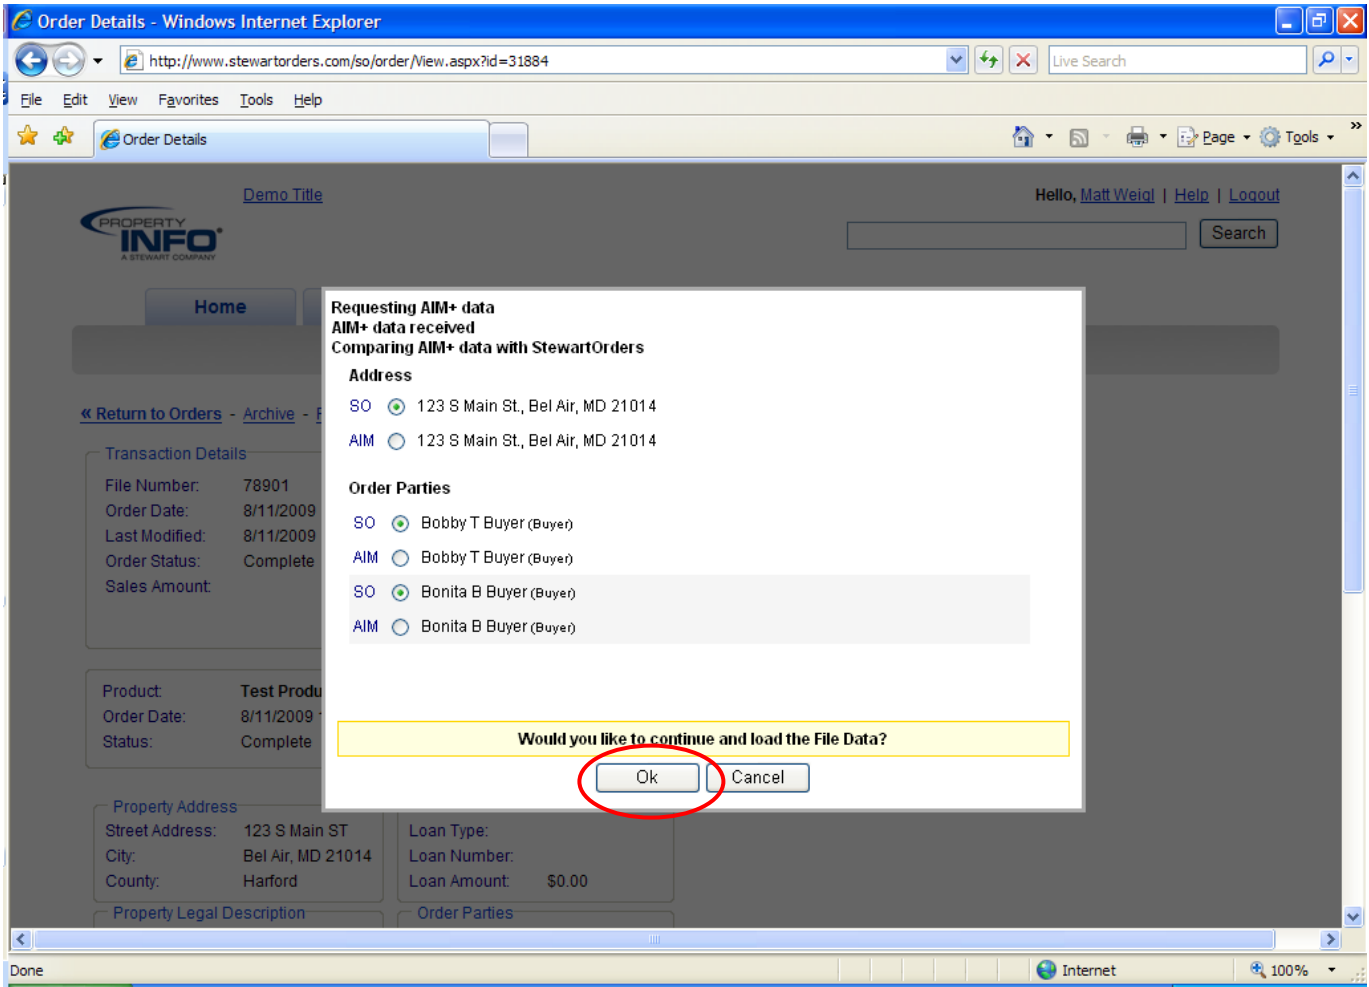 Order Details - Windows Internet Explorer
http://www.stewartorders.com/so/order/View.aspx?id=31884
Live Search
File Edit View Favorites Tools Help
Order Details
Page Tools
Demo Title
Hello, Matt Weigl | Help | Logout
PROPERTY
INFO
A STEWART COMPANY
Search
Home
Requesting AIM+ data
AIM+ data received
Comparing AIM+ data with StewartOrders
Address
SO 123 S Main St., Bel Air, MD 21014
AIM 123 S Main St., Bel Air, MD 21014
Order Parties
SO Bobby T Buyer (Buyer)
AIM Bobby T Buyer (Buyer)
SO Bonita B Buyer (Buyer)
AIM Bonita B Buyer (Buyer)
Would you like to continue and load the File Data?
Ok Cancel
« Return to Orders - Archive -
Transaction Details
File Number: 78901
Order Date: 8/11/2009
Last Modified: 8/11/2009
Order Status: Complete
Sales Amount:
Product: Test Produ
Order Date: 8/11/2009
Status: Complete
Property Address
Street Address: 123 S Main ST
City: Bel Air, MD 21014
County: Harford
Loan Type:
Loan Number:
Loan Amount: $0.00
Property Legal Description
Order Parties
Done
Internet
100%